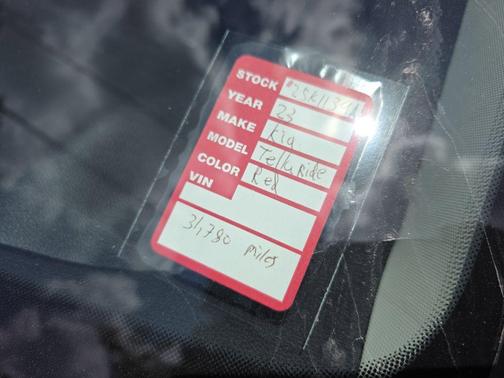 STOCK
YEAR 23
MAKE Kia
MODEL Telluride
COLOR Red
VIN
31,780 miles